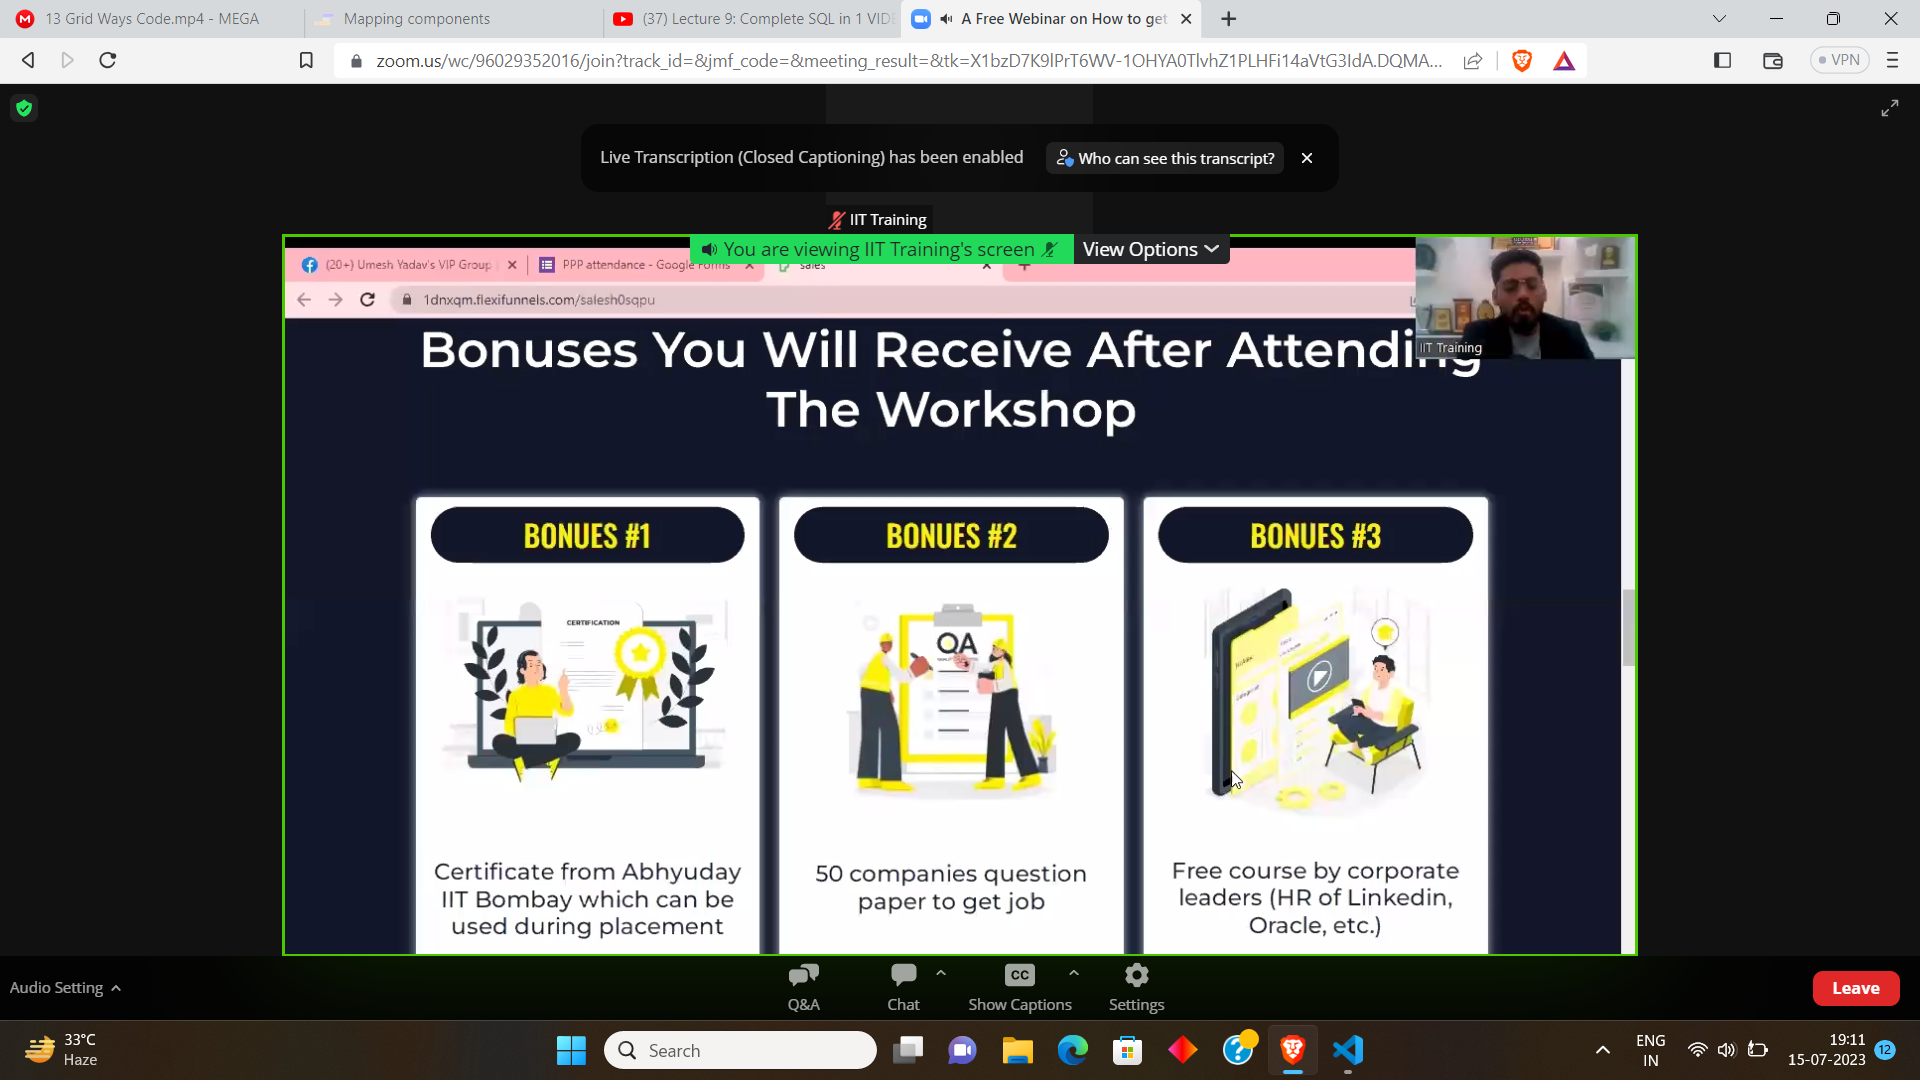 13 Grid Ways Code.mp4 - MEGA
Mapping components
(37) Lecture 9: Complete SQL in 1 VIDE
A Free Webinar on How to get
zoom.us/wc/96029352016/join?track_id=&jmf_code=&meeting_result=&tk=X1bzD7K9lPrT6WV-1OHYA0TlvhZ1PLHFi14aVtG3IdA.DQMA...
VPN
Live Transcription (Closed Captioning) has been enabled
Who can see this transcript?
IIT Training
You are viewing IIT Training's screen
View Options
(20+) Umesh Yadav's VIP Group
PPP attendance - Google Forms
sales
1dnxqm.flexifunnels.com/salesh0sqpu
IIT Training
Bonuses You Will Receive After Attending
The Workshop
BONUES #1
BONUES #2
BONUES #3
CERTIFICATION
QA
Certificate from Abhyuday
IIT Bombay which can be
used during placement
50 companies question
paper to get job
Free course by corporate
leaders (HR of Linkedin,
Oracle, etc.)
Audio Setting
Q&A
Chat
CC
Show Captions
Settings
Leave
33°C
Haze
Search
ENG
IN
19:11
15-07-2023
12